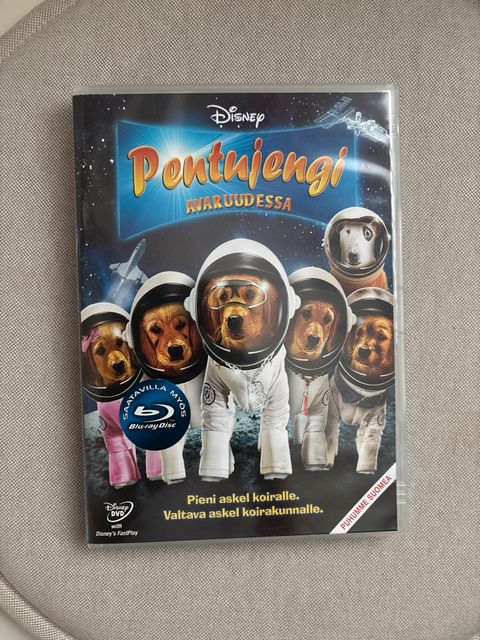 Disney
Pentujengi
AVARUUDESSA
SAATAVILLA MYÖS
Blu-ray Disc
Pieni askel koiralle.
Valtava askel koirakunnalle.
PUHUMME SUOMEA
Disney
DVD
with
Disney's FastPlay